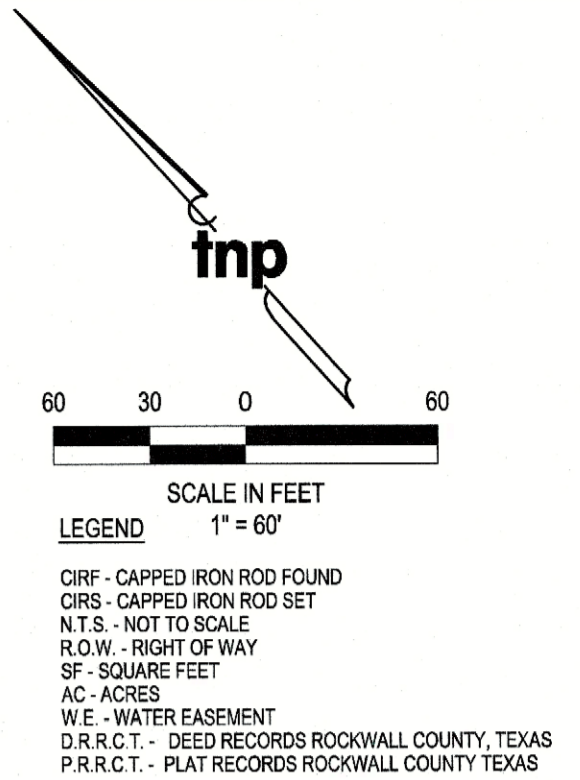 tnp
60 30 0 60
SCALE IN FEET
LEGEND 1" = 60'
CIRF - CAPPED IRON ROD FOUND
CIRS - CAPPED IRON ROD SET
N.T.S. - NOT TO SCALE
R.O.W. - RIGHT OF WAY
SF - SQUARE FEET
AC - ACRES
W.E. - WATER EASEMENT
D.R.R.C.T. - DEED RECORDS ROCKWALL COUNTY, TEXAS
P.R.R.C.T. - PLAT RECORDS ROCKWALL COUNTY TEXAS